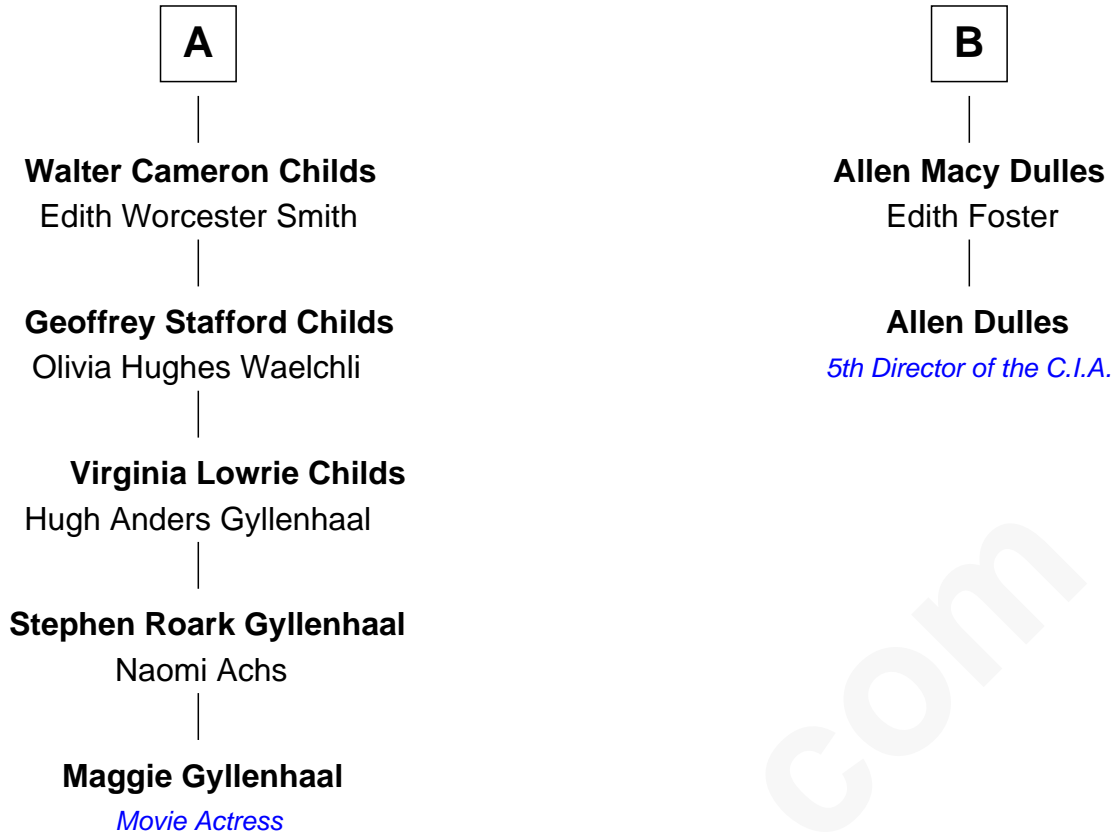 A
Walter Cameron Childs
Edith Worcester Smith
Geoffrey Stafford Childs
Olivia Hughes Waelchli
Virginia Lowrie Childs
Hugh Anders Gyllenhaal
Stephen Roark Gyllenhaal
Naomi Achs
Maggie Gyllenhaal
Movie Actress
B
Allen Macy Dulles
Edith Foster
Allen Dulles
5th Director of the C.I.A.
com